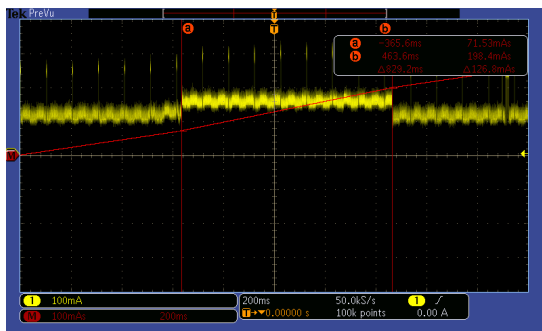 Tek PreVu
T
a b
T
a -365.6ms 71.53mAs
b 463.6ms 198.4mAs
Δ829.2ms Δ126.8mAs
M
1 100mA
M 100mAs 200ms
200ms 50.0kS/s 1
T→▼0.00000 s 100k points 0.00 A